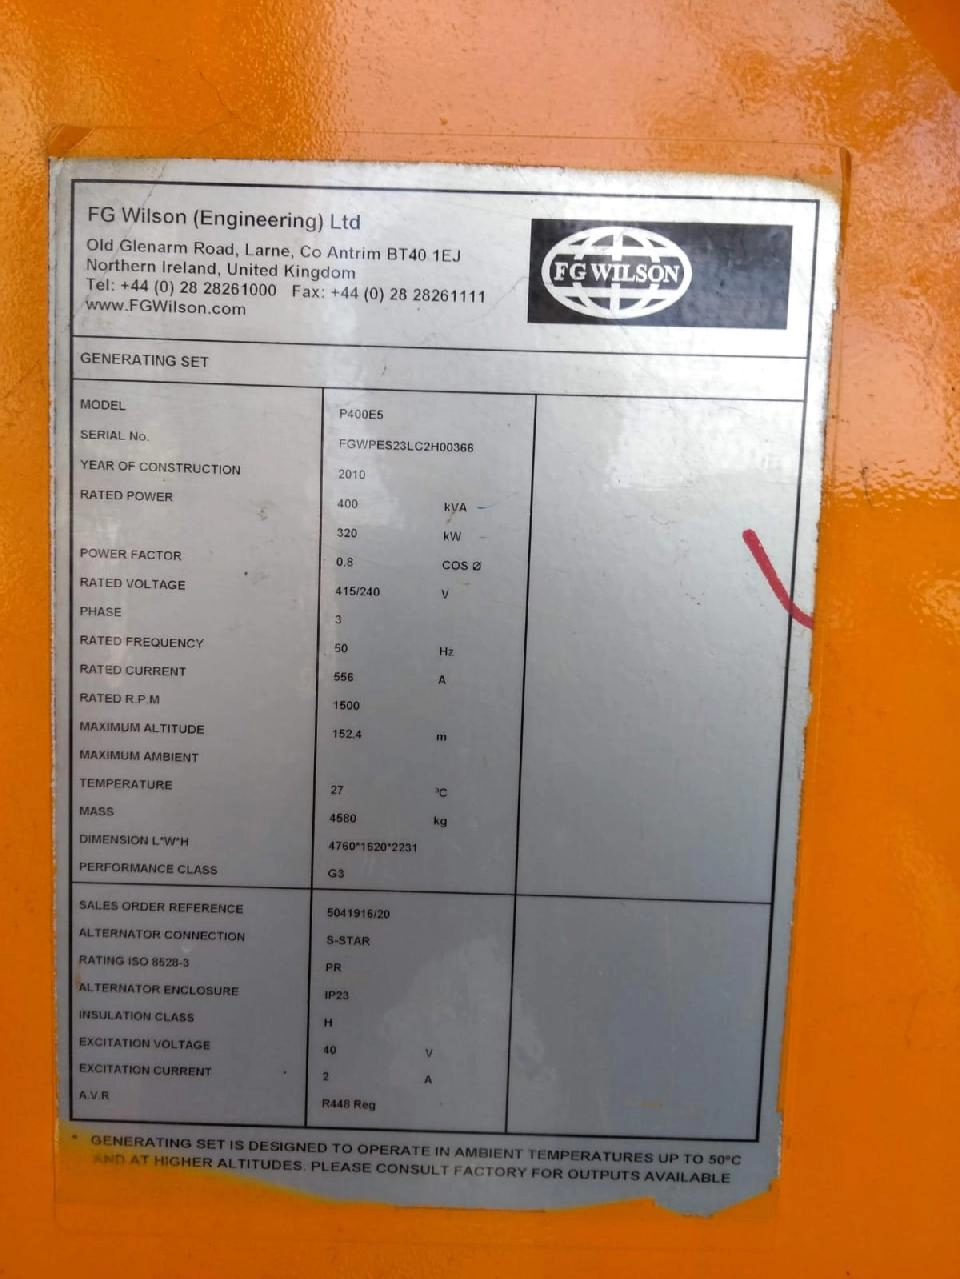 FG Wilson (Engineering) Ltd
Old Glenarm Road, Larne, Co Antrim BT40 1EJ
Northern Ireland, United Kingdom
Tel: +44 (0) 28 28261000 Fax: +44 (0) 28 28261111
www.FGWilson.com
FG WILSON
GENERATING SET
MODEL P400E5
SERIAL No. FGWPES23LC2H00366
YEAR OF CONSTRUCTION 2010
RATED POWER 400 kVA
320 kW
POWER FACTOR 0.8 COS Ø
RATED VOLTAGE 415/240 V
PHASE 3
RATED FREQUENCY 50 Hz
RATED CURRENT 556 A
RATED R.P.M 1500
MAXIMUM ALTITUDE 152.4 m
MAXIMUM AMBIENT
TEMPERATURE 27 °C
MASS 4580 kg
DIMENSION L*W*H 4760*1620*2231
PERFORMANCE CLASS G3
SALES ORDER REFERENCE 5041916/20
ALTERNATOR CONNECTION S-STAR
RATING ISO 8528-3 PR
ALTERNATOR ENCLOSURE IP23
INSULATION CLASS H
EXCITATION VOLTAGE 40 V
EXCITATION CURRENT 2 A
A.V.R R448 Reg
* GENERATING SET IS DESIGNED TO OPERATE IN AMBIENT TEMPERATURES UP TO 50°C
AND AT HIGHER ALTITUDES. PLEASE CONSULT FACTORY FOR OUTPUTS AVAILABLE